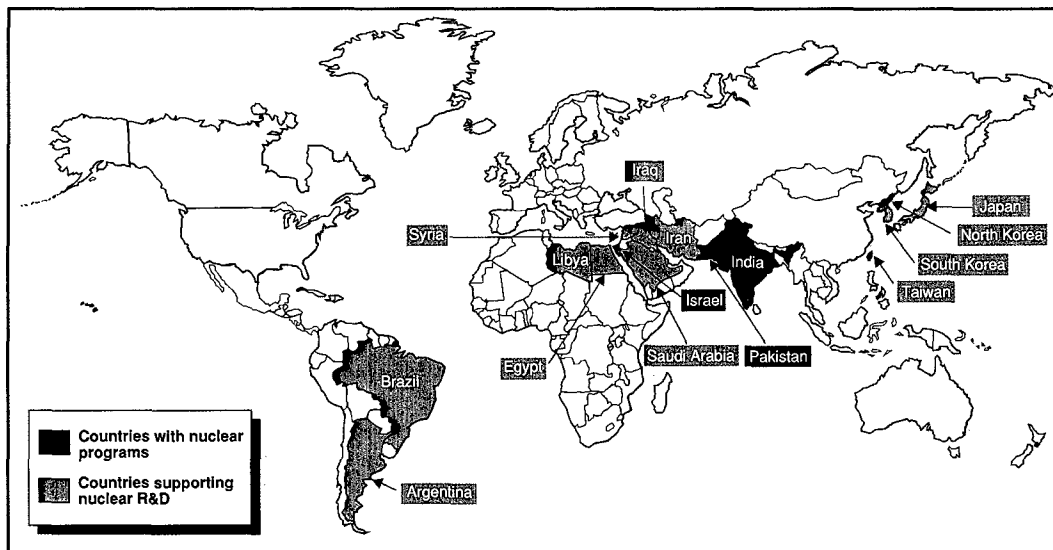 Iraq
Japan
Syria
Iran
North Korea
Libya
India
South Korea
Israel
Taiwan
Egypt
Saudi Arabia
Pakistan
Brazil
Countries with nuclear
programs
Countries supporting
nuclear R&D
Argentina